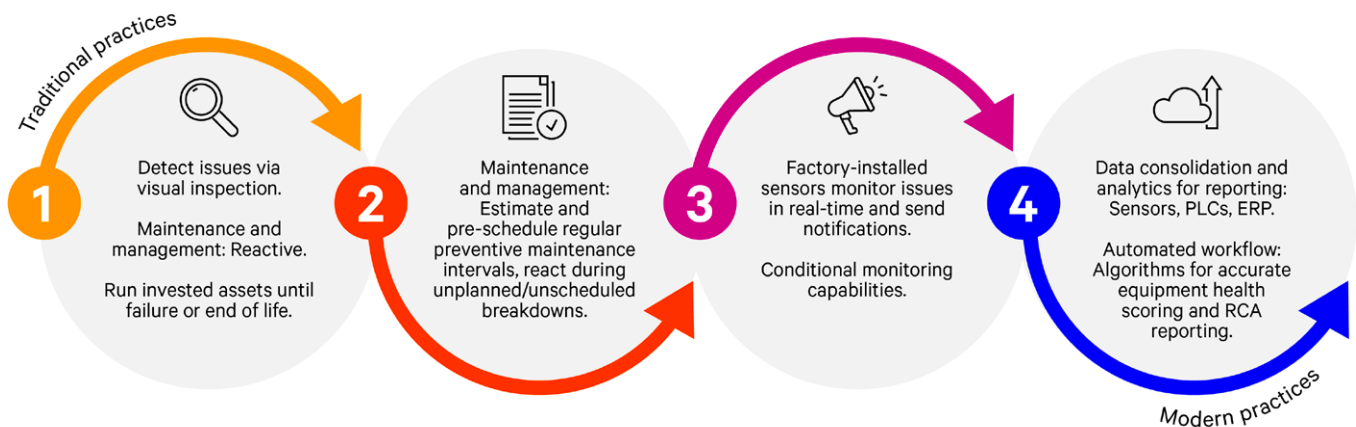 Traditional practices
1
Detect issues via
visual inspection.
Maintenance and
management: Reactive.
Run invested assets until
failure or end of life.
2
Maintenance
and management:
Estimate and
pre-schedule regular
preventive maintenance
intervals, react during
unplanned/unscheduled
breakdowns.
3
Factory-installed
sensors monitor issues
in real-time and send
notifications.
Conditional monitoring
capabilities.
4
Data consolidation and
analytics for reporting:
Sensors, PLCs, ERP.
Automated workflow:
Algorithms for accurate
equipment health
scoring and RCA
reporting.
Modern practices